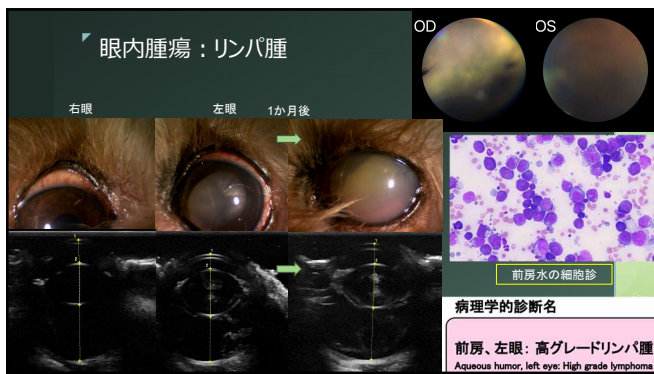 眼内腫瘍：リンパ腫
OD
OS
右眼
左眼
1か月後
前房水の細胞診
病理学的診断名
前房、左眼: 高グレードリンパ腫
Aqueous humor, left eye: High grade lymphoma